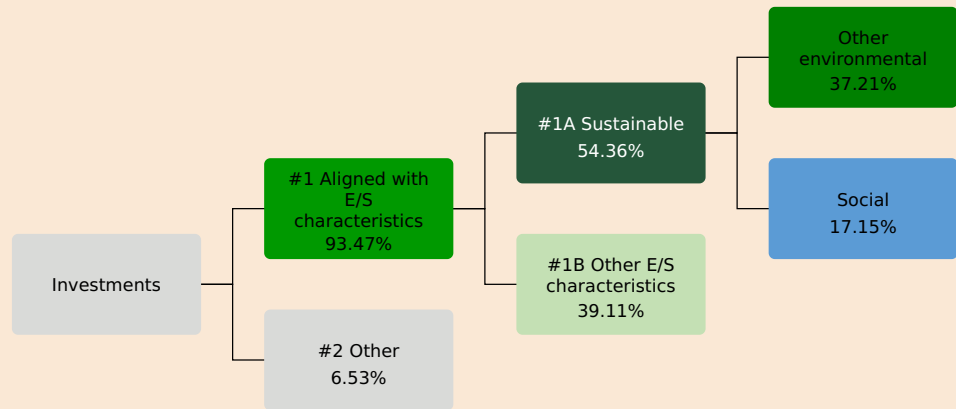 Investments
#1 Aligned with
E/S
characteristics
93.47%
#2 Other
6.53%
#1A Sustainable
54.36%
#1B Other E/S
characteristics
39.11%
Other
environmental
37.21%
Social
17.15%